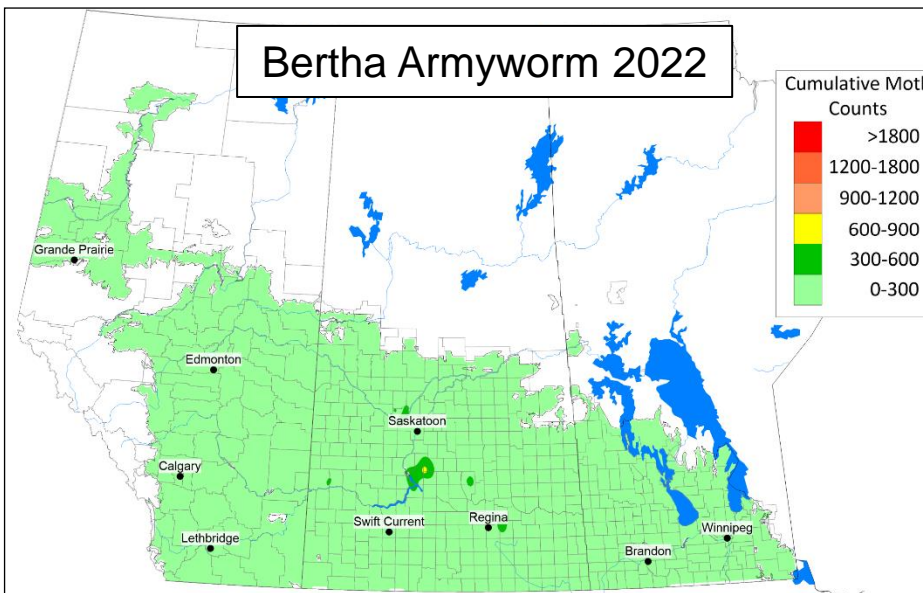 Bertha Armyworm 2022
Cumulative Moth
Counts
>1800
1200-1800
900-1200
600-900
300-600
0-300
Grande Prairie
Edmonton
Saskatoon
Calgary
Swift Current
Regina
Lethbridge
Winnipeg
Brandon